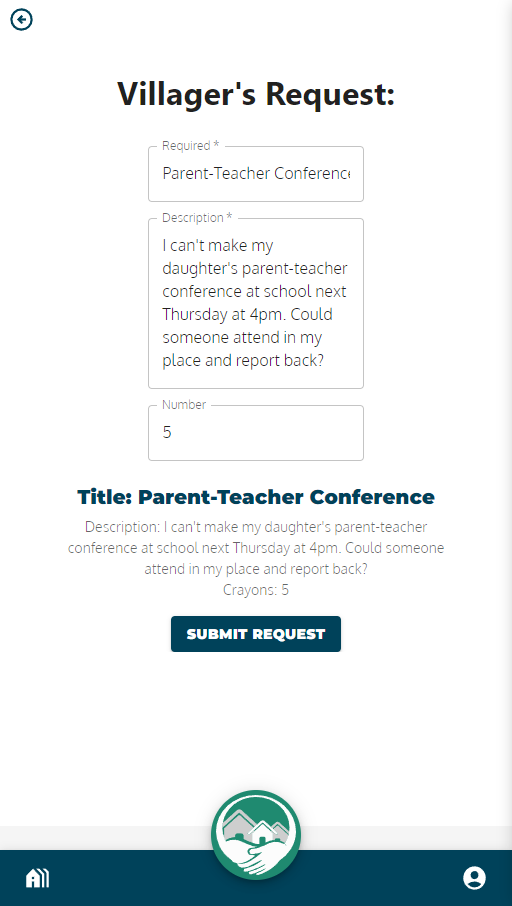 Villager's Request:
Required *
Parent-Teacher Conference
Description *
I can't make my
daughter's parent-teacher
conference at school next
Thursday at 4pm. Could
someone attend in my
place and report back?
Number
5
Title: Parent-Teacher Conference
Description: I can't make my daughter's parent-teacher
conference at school next Thursday at 4pm. Could someone
attend in my place and report back?
Crayons: 5
SUBMIT REQUEST